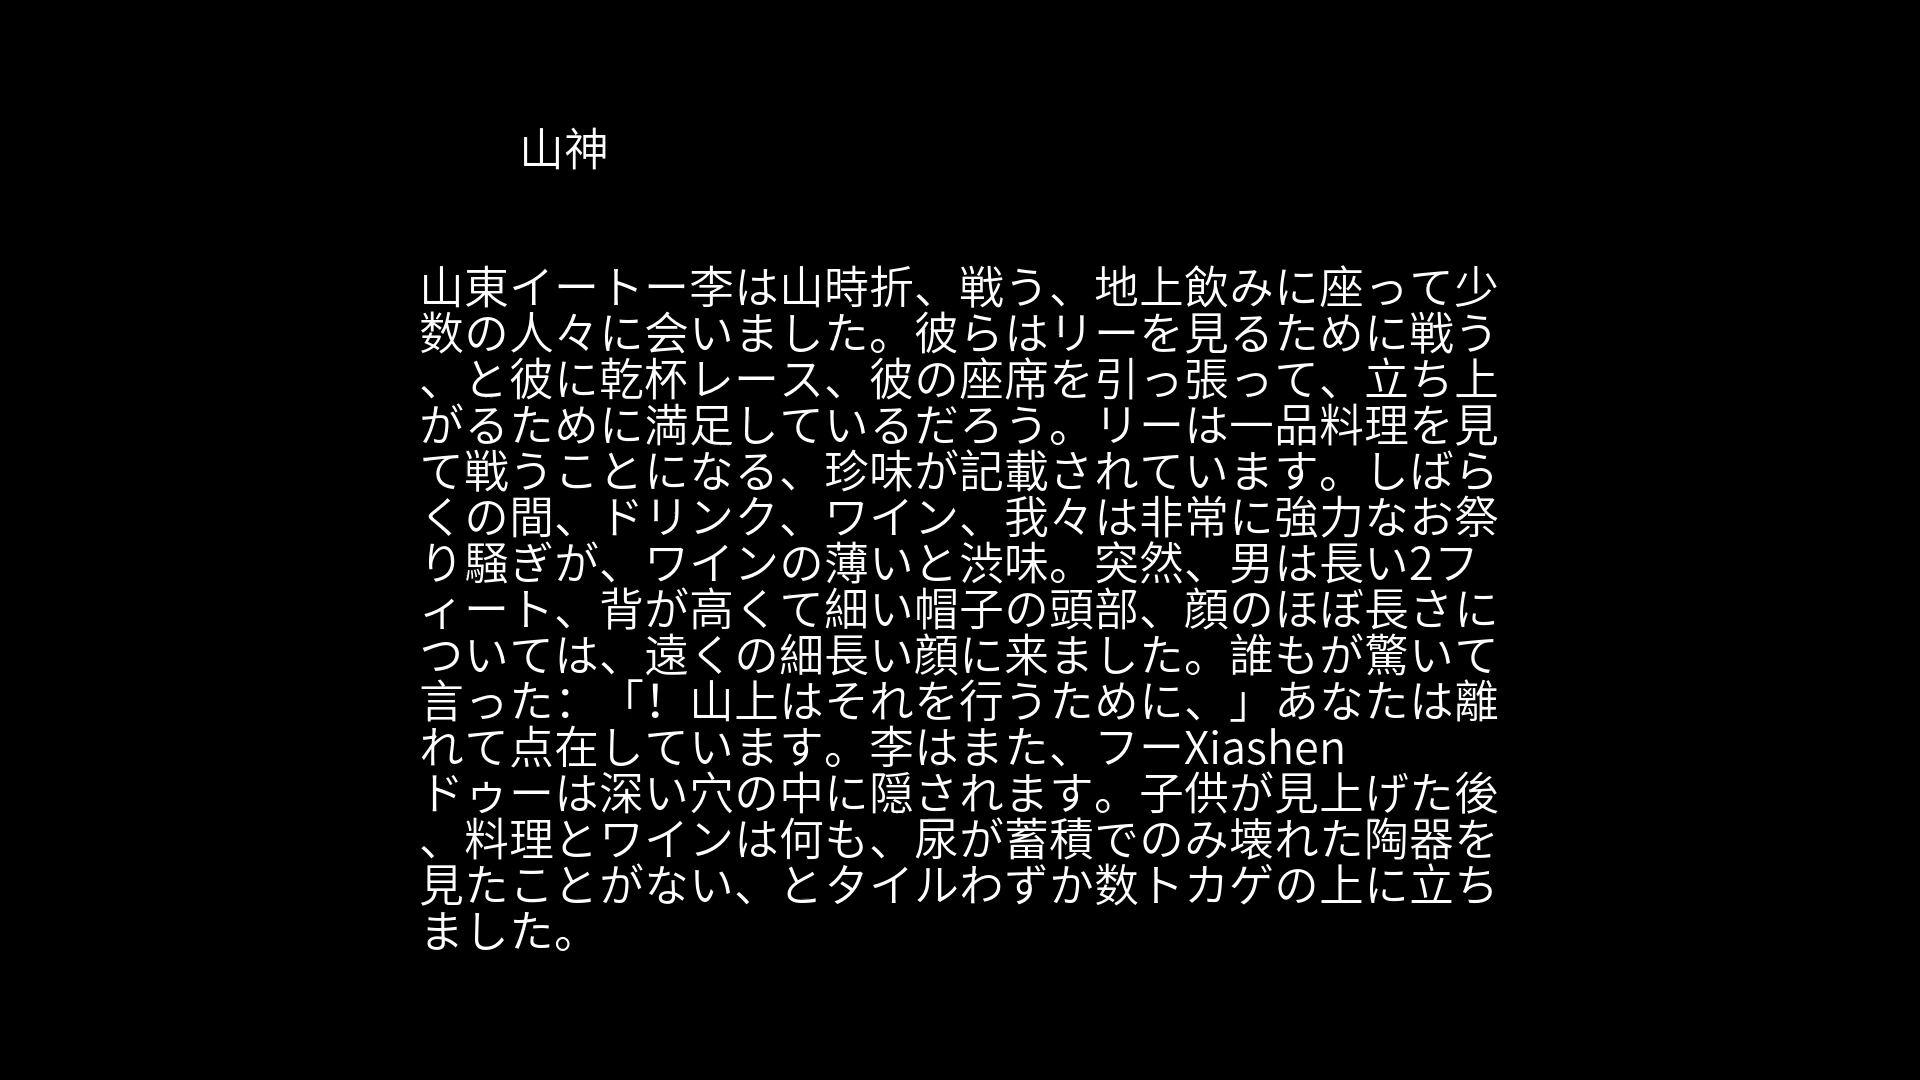 山神
山東イートー李は山時折、戦う、地上飲みに座って少
数の人々に会いました。彼らはリーを見るために戦う
、と彼に乾杯レース、彼の座席を引っ張って、立ち上
がるために満足しているだろう。リーは一品料理を見
て戦うことになる、珍味が記載されています。しばら
くの間、ドリンク、ワイン、我々は非常に強力なお祭
り騒ぎが、ワインの薄いと渋味。突然、男は長い2フ
ィート、背が高くて細い帽子の頭部、顔のほぼ長さに
ついては、遠くの細長い顔に来ました。誰もが驚いて
言った：「！山上はそれを行うために、」あなたは離
れて点在しています。李はまた、フーXiashen
ドゥーは深い穴の中に隠されます。子供が見上げた後
、料理とワインは何も、尿が蓄積でのみ壊れた陶器を
見たことがない、とタイルわずか数トカゲの上に立ち
ました。